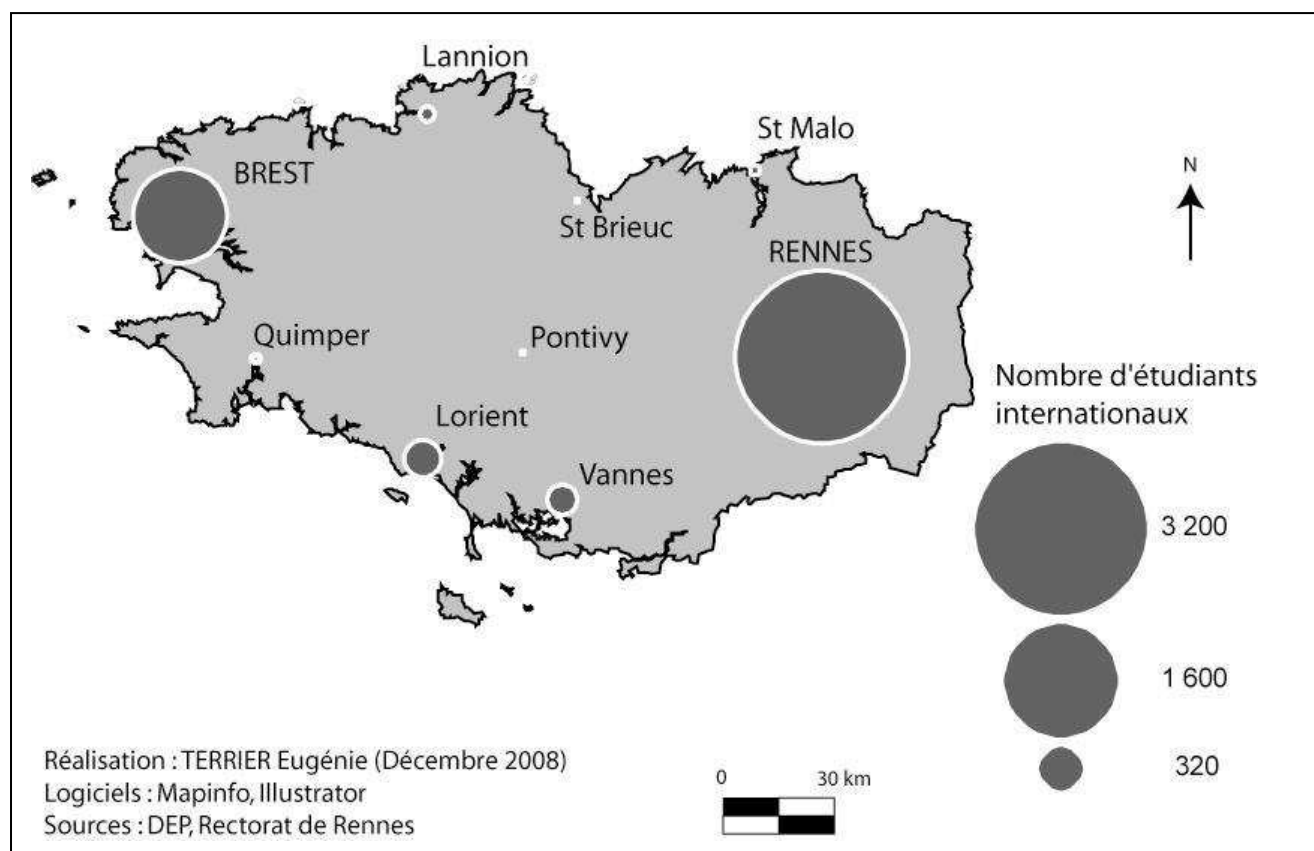 Lannion
St Malo
N
BREST
St Brieuc
RENNES
Quimper
Pontivy
Nombre d'étudiants
internationaux
Lorient
Vannes
3 200
1 600
320
Réalisation : TERRIER Eugénie (Décembre 2008)
Logiciels : Mapinfo, Illustrator
Sources : DEP, Rectorat de Rennes
0 30 km